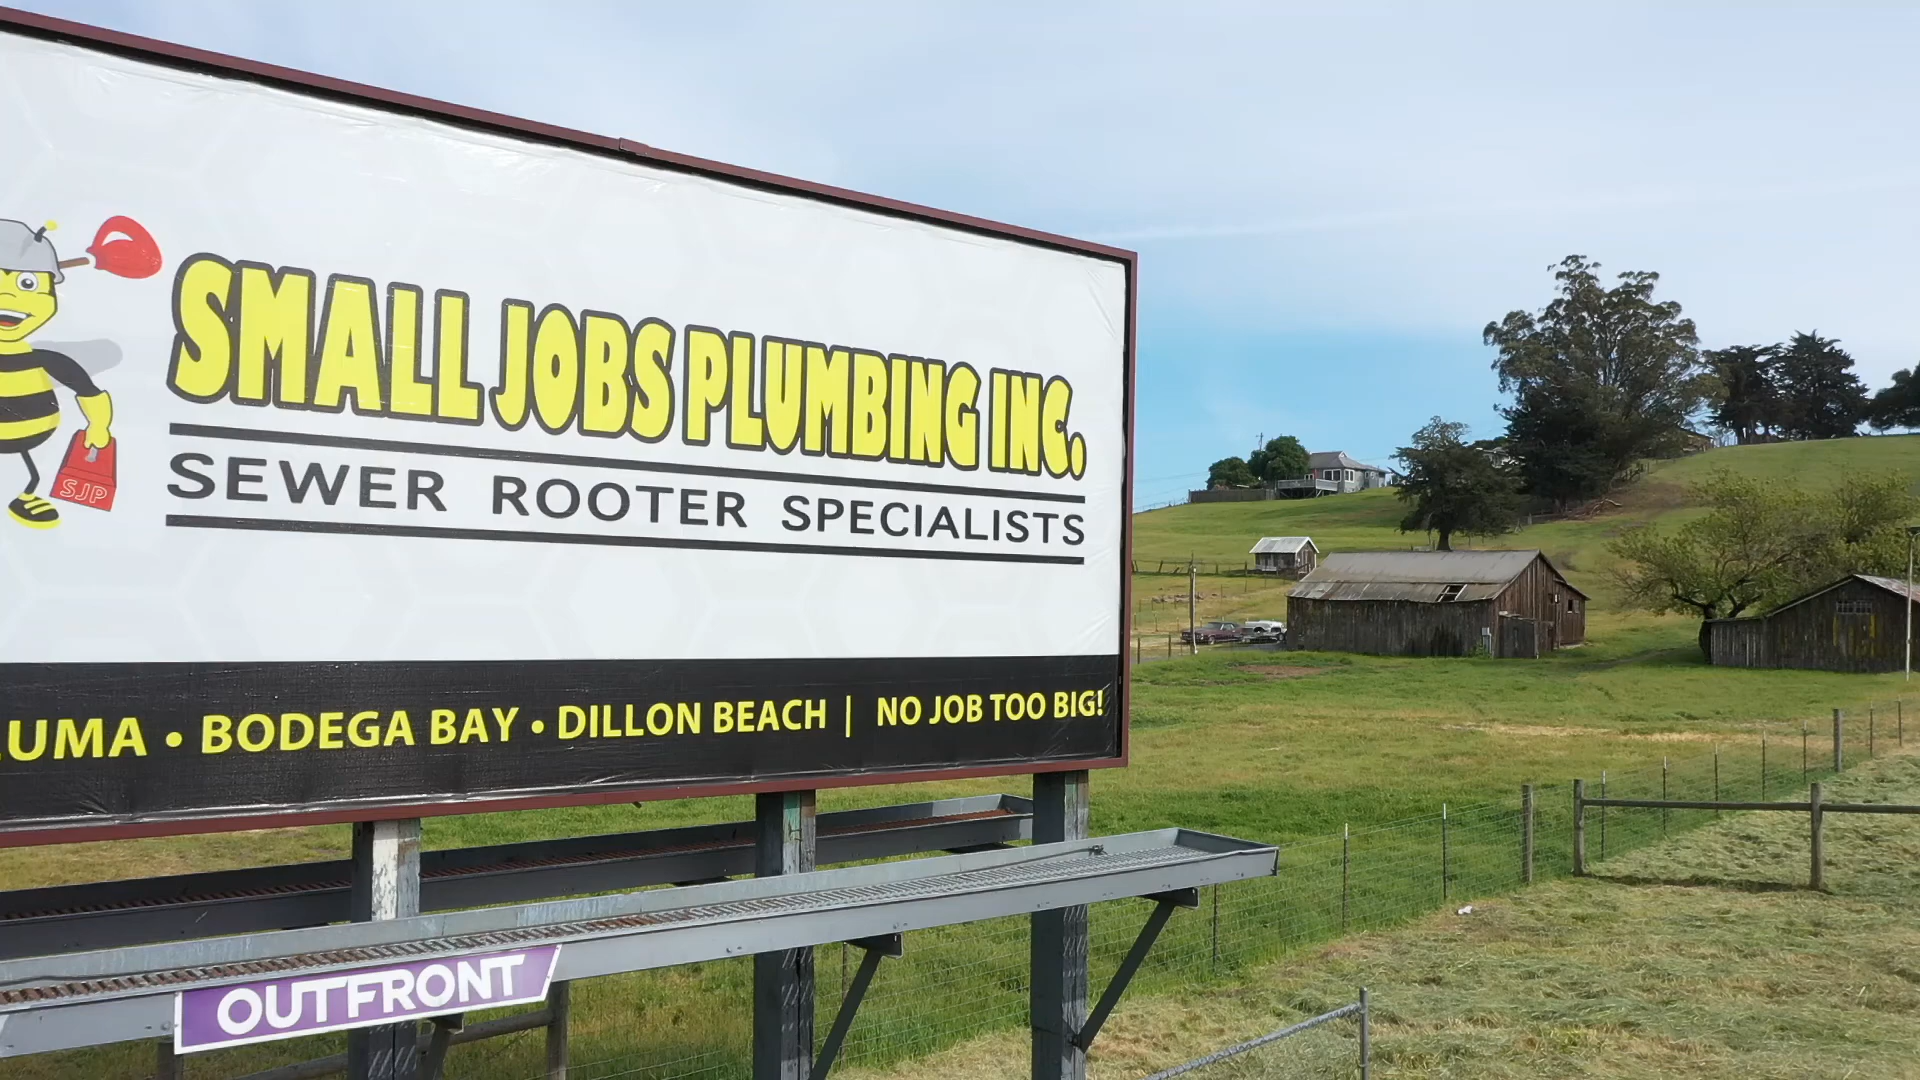 SMALL JOBS PLUMBING INC.
SEWER ROOTER SPECIALISTS
SJP
LUMA • BODEGA BAY • DILLON BEACH | NO JOB TOO BIG!
OUTFRONT